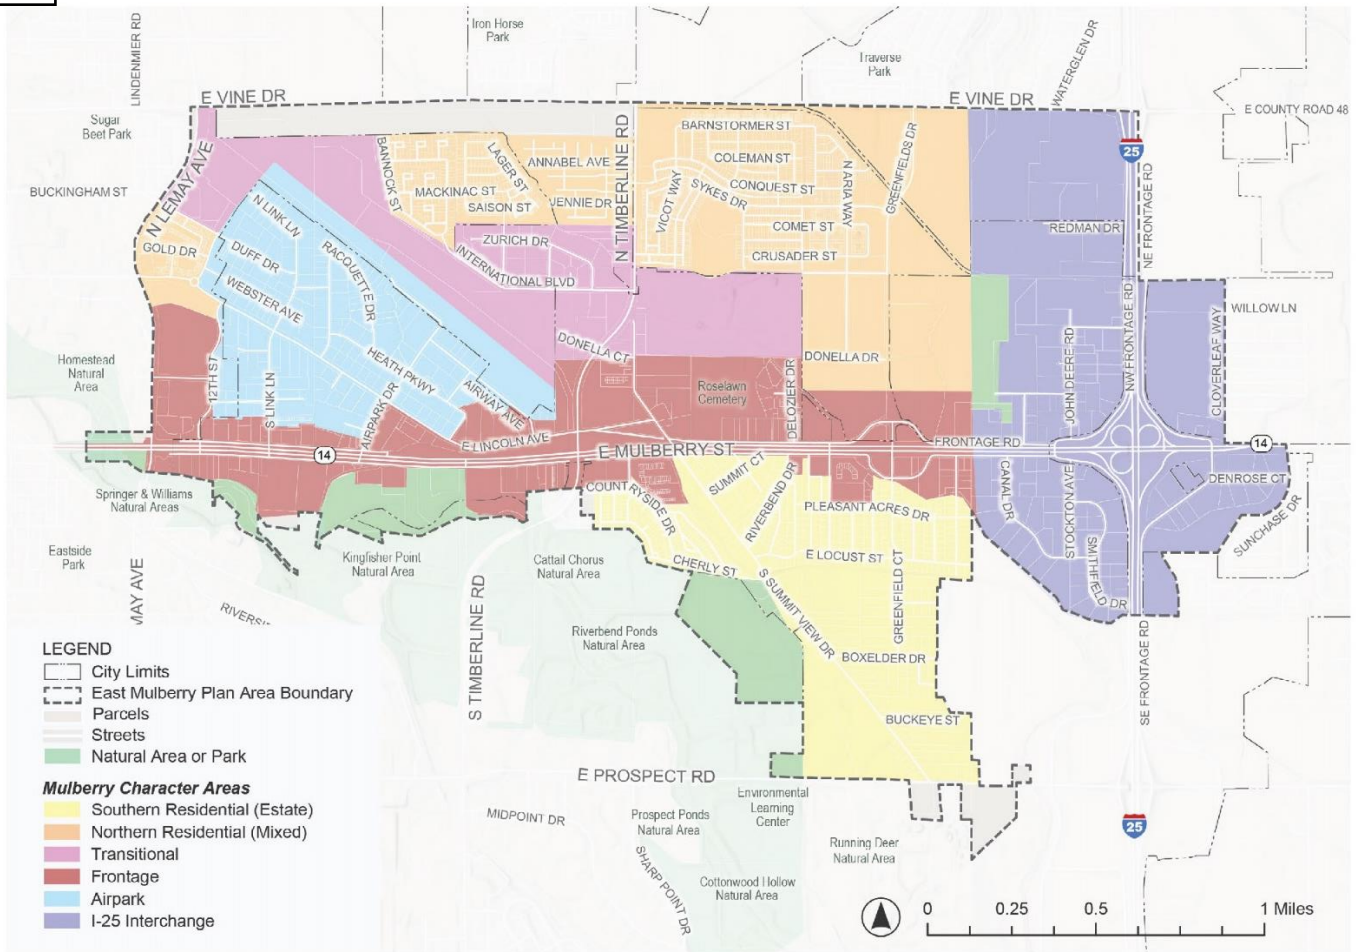 LINDENMIER RD
Iron Horse
Park
WATERGLEN DR
Traverse
Park
E VINE DR
E VINE DR
E COUNTY ROAD 48
Sugar
Beet Park
N LEMAY AVE
BANNOCK ST
LAGER ST
ANNABEL AVE
N TIMBERLINE RD
BARNSTORMER ST
COLEMAN ST
N ARIA WAY
GREENFIELDS DR
25
NE FRONTAGE RD
BUCKINGHAM ST
N LINK LN
MACKINAC ST
SAISON ST
VENNIE DR
VICOT WAY
SYKES DR
CONQUEST ST
COMET ST
CRUSADER ST
REDMAN DR
GOLD DR
DUFF DR
RACQUETTE DR
ZURICH DR
INTERNATIONAL BLVD
WEBSTER AVE
NW FRONTAGE RD
CLOVERLEAF WAY
WILLOW LN
Homestead
Natural
Area
12TH ST
S LINK LN
HEATH PKWY
AIRPARK DR
AIRWAY AVE
DONELLA CT
DONELLA DR
Roselawn
Cemetery
DELOZIER DR
JOHN DEERE RD
E LINCOLN AVE
14
E MULBERRY ST
FRONTAGE RD
14
Springer & Williams
Natural Areas
COUNTRYSIDE DR
SUMMIT CT
RIVERBEND DR
PLEASANT ACRES DR
CANAL DR
STOCKTON AVE
DENROSE CT
SUNCHASE DR
Eastside
Park
MAY AVE
Kingfisher Point
Natural Area
Cattail Chorus
Natural Area
CHERLY ST
E LOCUST ST
GREENFIELD CT
SMITHFIELD DR
S TIMBERLINE RD
Riverbend Ponds
Natural Area
S SUMMIT VIEW DR
BOXELDER DR
BUCKEYE ST
SE FRONTAGE RD
E PROSPECT RD
MIDPOINT DR
Prospect Ponds
Natural Area
SHARP POINT DR
Environmental
Learning
Center
Running Deer
Natural Area
Cottonwood Hollow
Natural Area
25
LEGEND
City Limits
East Mulberry Plan Area Boundary
Parcels
Streets
Natural Area or Park
Mulberry Character Areas
Southern Residential (Estate)
Northern Residential (Mixed)
Transitional
Frontage
Airpark
I-25 Interchange
0 0.25 0.5 1 Miles